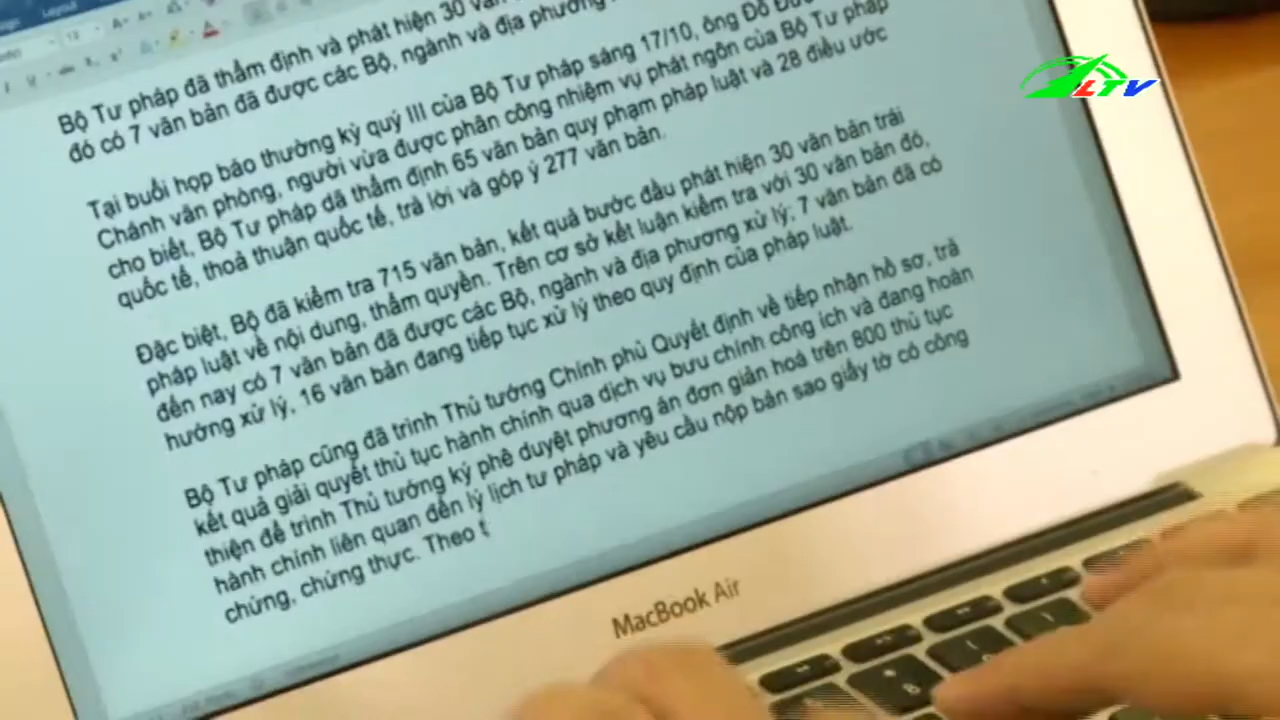 Layout
Bộ Tư pháp đã thẩm định và phát hiện 30 văn
đó có 7 văn bản đã được các Bộ, ngành và địa phương
Tại buổi họp báo thường kỳ quý III của Bộ Tư pháp sáng 17/10, ông Đỗ
Chánh văn phòng, người vừa được phân công nhiệm vụ phát ngôn của Bộ Tư pháp
cho biết, Bộ Tư pháp đã thẩm định 65 văn bản quy phạm pháp luật và 28 điều ước
quốc tế, thoả thuận quốc tế, trả lời và góp ý 277 văn bản.
Đặc biệt, Bộ đã kiểm tra 715 văn bản, kết quả bước đầu phát hiện 30 văn bản trái
pháp luật về nội dung, thẩm quyền. Trên cơ sở kết luận kiểm tra với 30 văn bản đó,
đến nay có 7 văn bản đã được các Bộ, ngành và địa phương xử lý; 7 văn bản đã có
hướng xử lý, 16 văn bản đang tiếp tục xử lý theo quy định của pháp luật.
Bộ Tư pháp cũng đã trình Thủ tướng Chính phủ Quyết định về tiếp nhận hồ sơ, trả
kết quả giải quyết thủ tục hành chính qua dịch vụ bưu chính công ích và đang hoàn
thiện để trình Thủ tướng ký phê duyệt phương án đơn giản hoá trên 800 thủ tục
hành chính liên quan đến lý lịch tư pháp và yêu cầu nộp bản sao giấy tờ có công
chứng, chứng thực. Theo t
MacBook Air
LTV